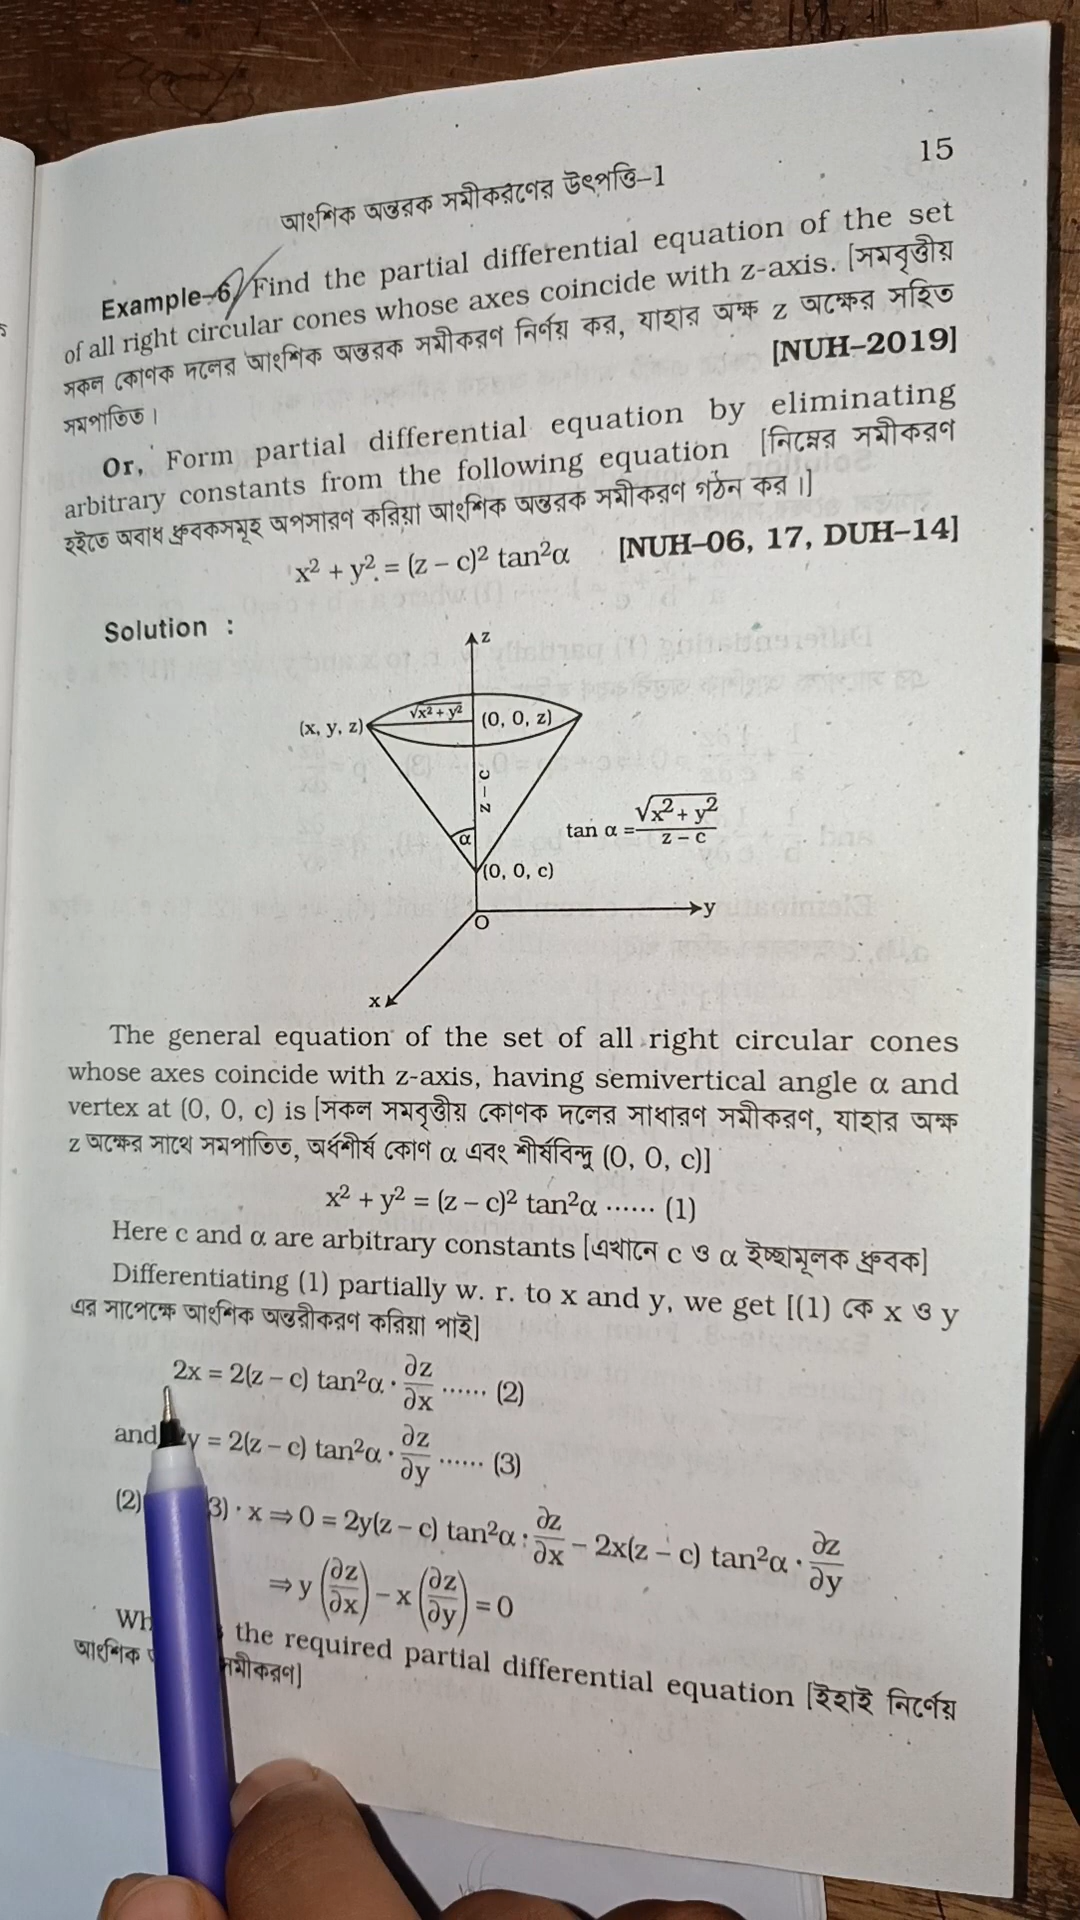 15
আংশিক অন্তরক সমীকরণের উৎপত্তি–1
Example–6. Find the partial differential equation of the set
of all right circular cones whose axes coincide with z-axis. [সমবৃত্তীয়
সকল কোণক দলের আংশিক অন্তরক সমীকরণ নির্ণয় কর, যাহার অক্ষ z অক্ষের সহিত
সমপাতিত।
[NUH–2019]
Or, Form partial differential equation by eliminating
arbitrary constants from the following equation [নিম্নের সমীকরণ
হইতে অবাধ ধ্রুবকসমূহ অপসারণ করিয়া আংশিক অন্তরক সমীকরণ গঠন কর।]
x² + y² = (z – c)² tan²α [NUH–06, 17, DUH–14]
Solution :
z
√x² + y²
(x, y, z)
(0, 0, z)
z – c
tan α = √x² + y² / z – c
α
(0, 0, c)
y
O
x
The general equation of the set of all right circular cones
whose axes coincide with z-axis, having semivertical angle α and
vertex at (0, 0, c) is [সকল সমবৃত্তীয় কোণক দলের সাধারণ সমীকরণ, যাহার অক্ষ
z অক্ষের সাথে সমপাতিত, অর্ধশীর্ষ কোণ α এবং শীর্ষবিন্দু (0, 0, c)]
x² + y² = (z – c)² tan²α ...... (1)
Here c and α are arbitrary constants [এখানে c ও α ইচ্ছামূলক ধ্রুবক]
Differentiating (1) partially w. r. to x and y, we get [(1) কে x ও y
এর সাপেক্ষে আংশিক অন্তরীকরণ করিয়া পাই]
2x = 2(z – c) tan²α · ∂z/∂x ...... (2)
and y = 2(z – c) tan²α · ∂z/∂y ...... (3)
(2) 3) · x ⇒ 0 = 2y(z – c) tan²α · ∂z/∂x – 2x(z – c) tan²α · ∂z/∂y
⇒ y (∂z/∂x) – x (∂z/∂y) = 0
Wh the required partial differential equation [ইহাই নির্ণেয়
আংশিক সমীকরণ]